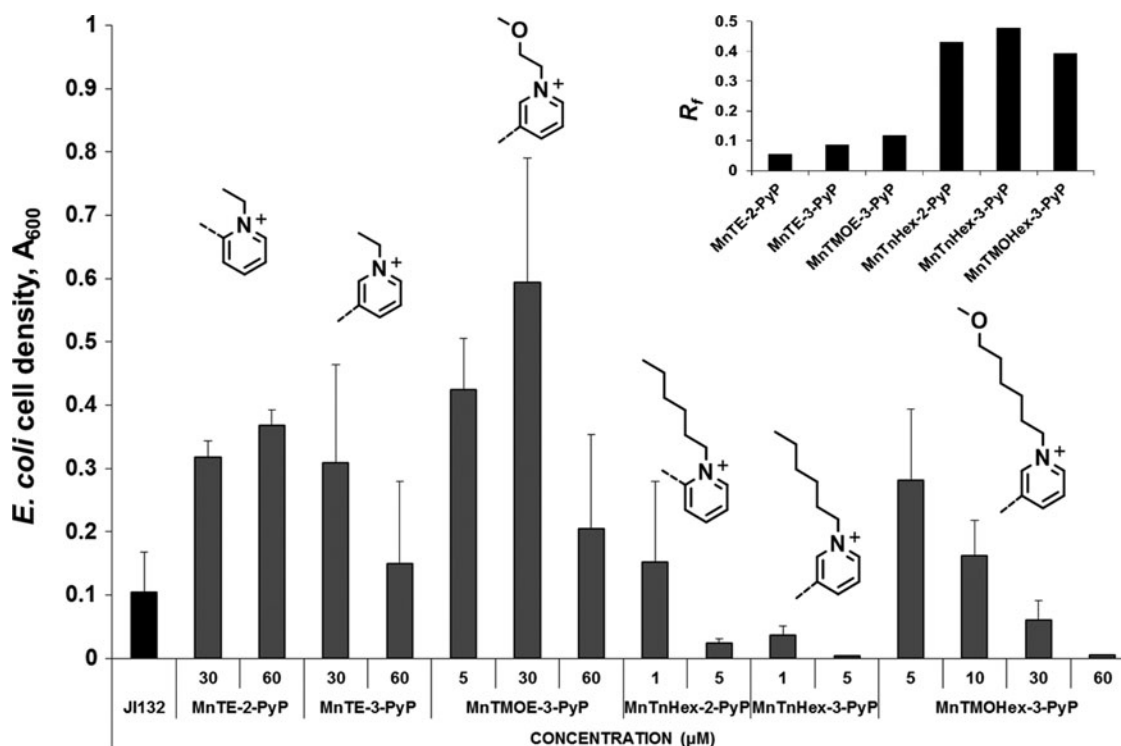 E. coli cell density, A600
1
0.9
0.8
0.7
0.6
0.5
0.4
0.3
0.2
0.1
0
Rf
0.5
0.4
0.3
0.2
0.1
0
MnTE-2-PyP
MnTE-3-PyP
MnTMOE-3-PyP
MnTnHex-2-PyP
MnTnHex-3-PyP
MnTMOHex-3-PyP
N+
N+
O
N+
N+
N+
O
N+
30 60 30 60 5 30 60 1 5 1 5 5 10 30 60
JI132 MnTE-2-PyP MnTE-3-PyP MnTMOE-3-PyP MnTnHex-2-PyP MnTnHex-3-PyP MnTMOHex-3-PyP
CONCENTRATION (µM)